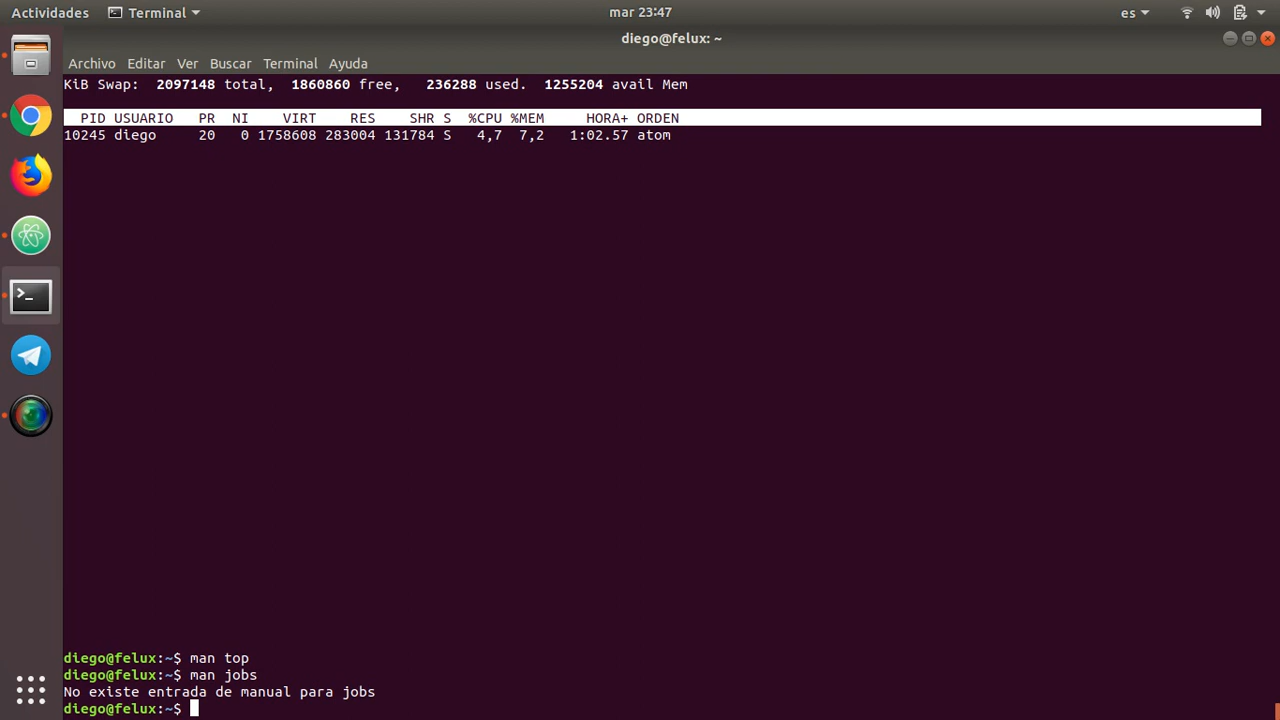 Actividades Terminal mar 23:47 es
diego@felux: ~
Archivo Editar Ver Buscar Terminal Ayuda
KiB Swap: 2097148 total, 1860860 free, 236288 used. 1255204 avail Mem
PID USUARIO PR NI VIRT RES SHR S %CPU %MEM HORA+ ORDEN
10245 diego 20 0 1758608 283004 131784 S 4,7 7,2 1:02.57 atom
diego@felux:~$ man top
diego@felux:~$ man jobs
No existe entrada de manual para jobs
diego@felux:~$